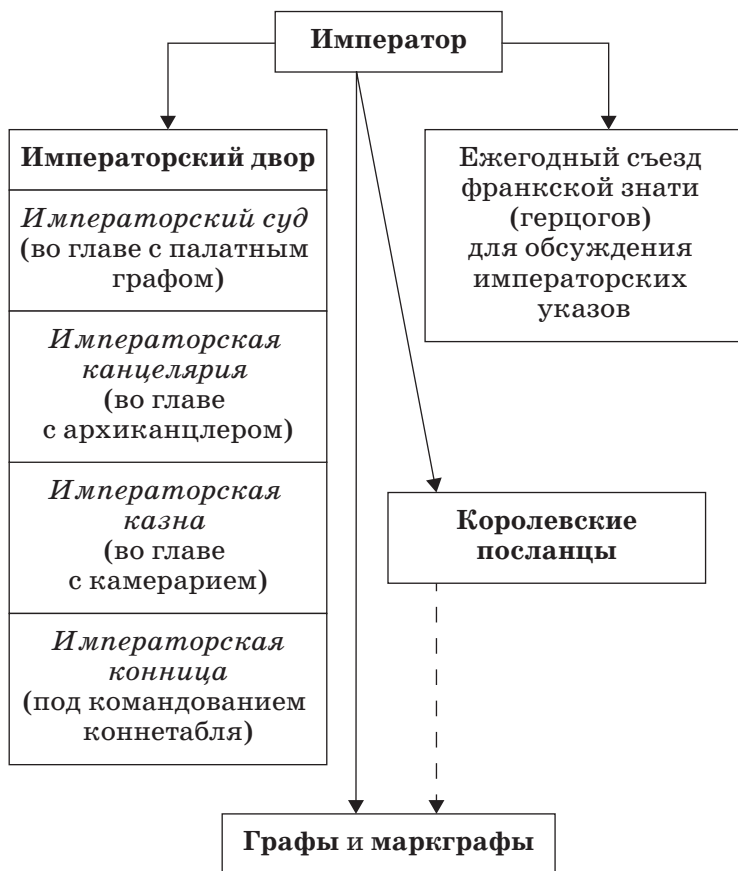 Император
Императорский двор
Императорский суд
(во главе с палатным
графом)
Императорская
канцелярия
(во главе
с архиканцлером)
Императорская
казна
(во главе
с камерарием)
Императорская
конница
(под командованием
коннетабля)
Ежегодный съезд
франкской знати
(герцогов)
для обсуждения
императорских
указов
Королевские
посланцы
Графы и маркграфы